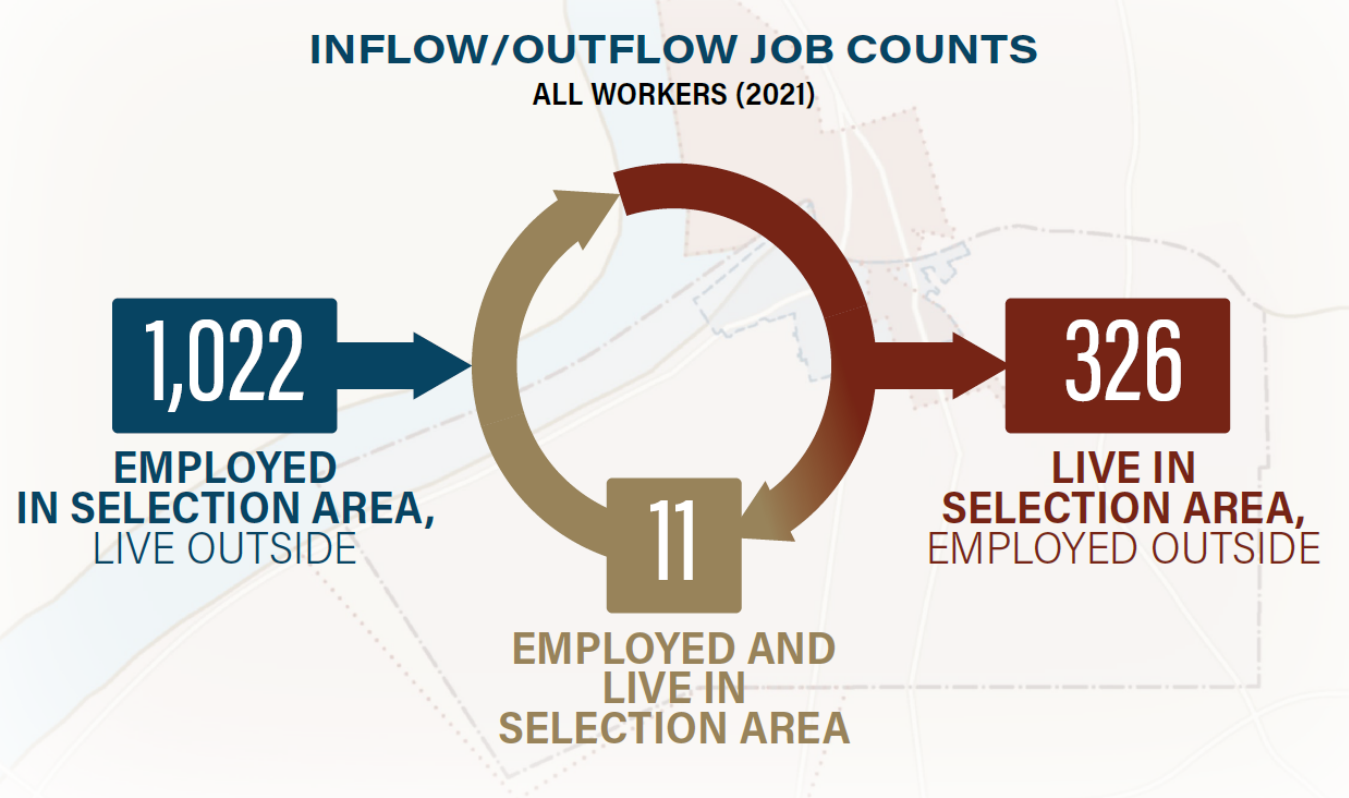 INFLOW/OUTFLOW JOB COUNTS
ALL WORKERS (2021)
1,022
EMPLOYED
IN SELECTION AREA,
LIVE OUTSIDE
326
LIVE IN
SELECTION AREA,
EMPLOYED OUTSIDE
11
EMPLOYED AND
LIVE IN
SELECTION AREA